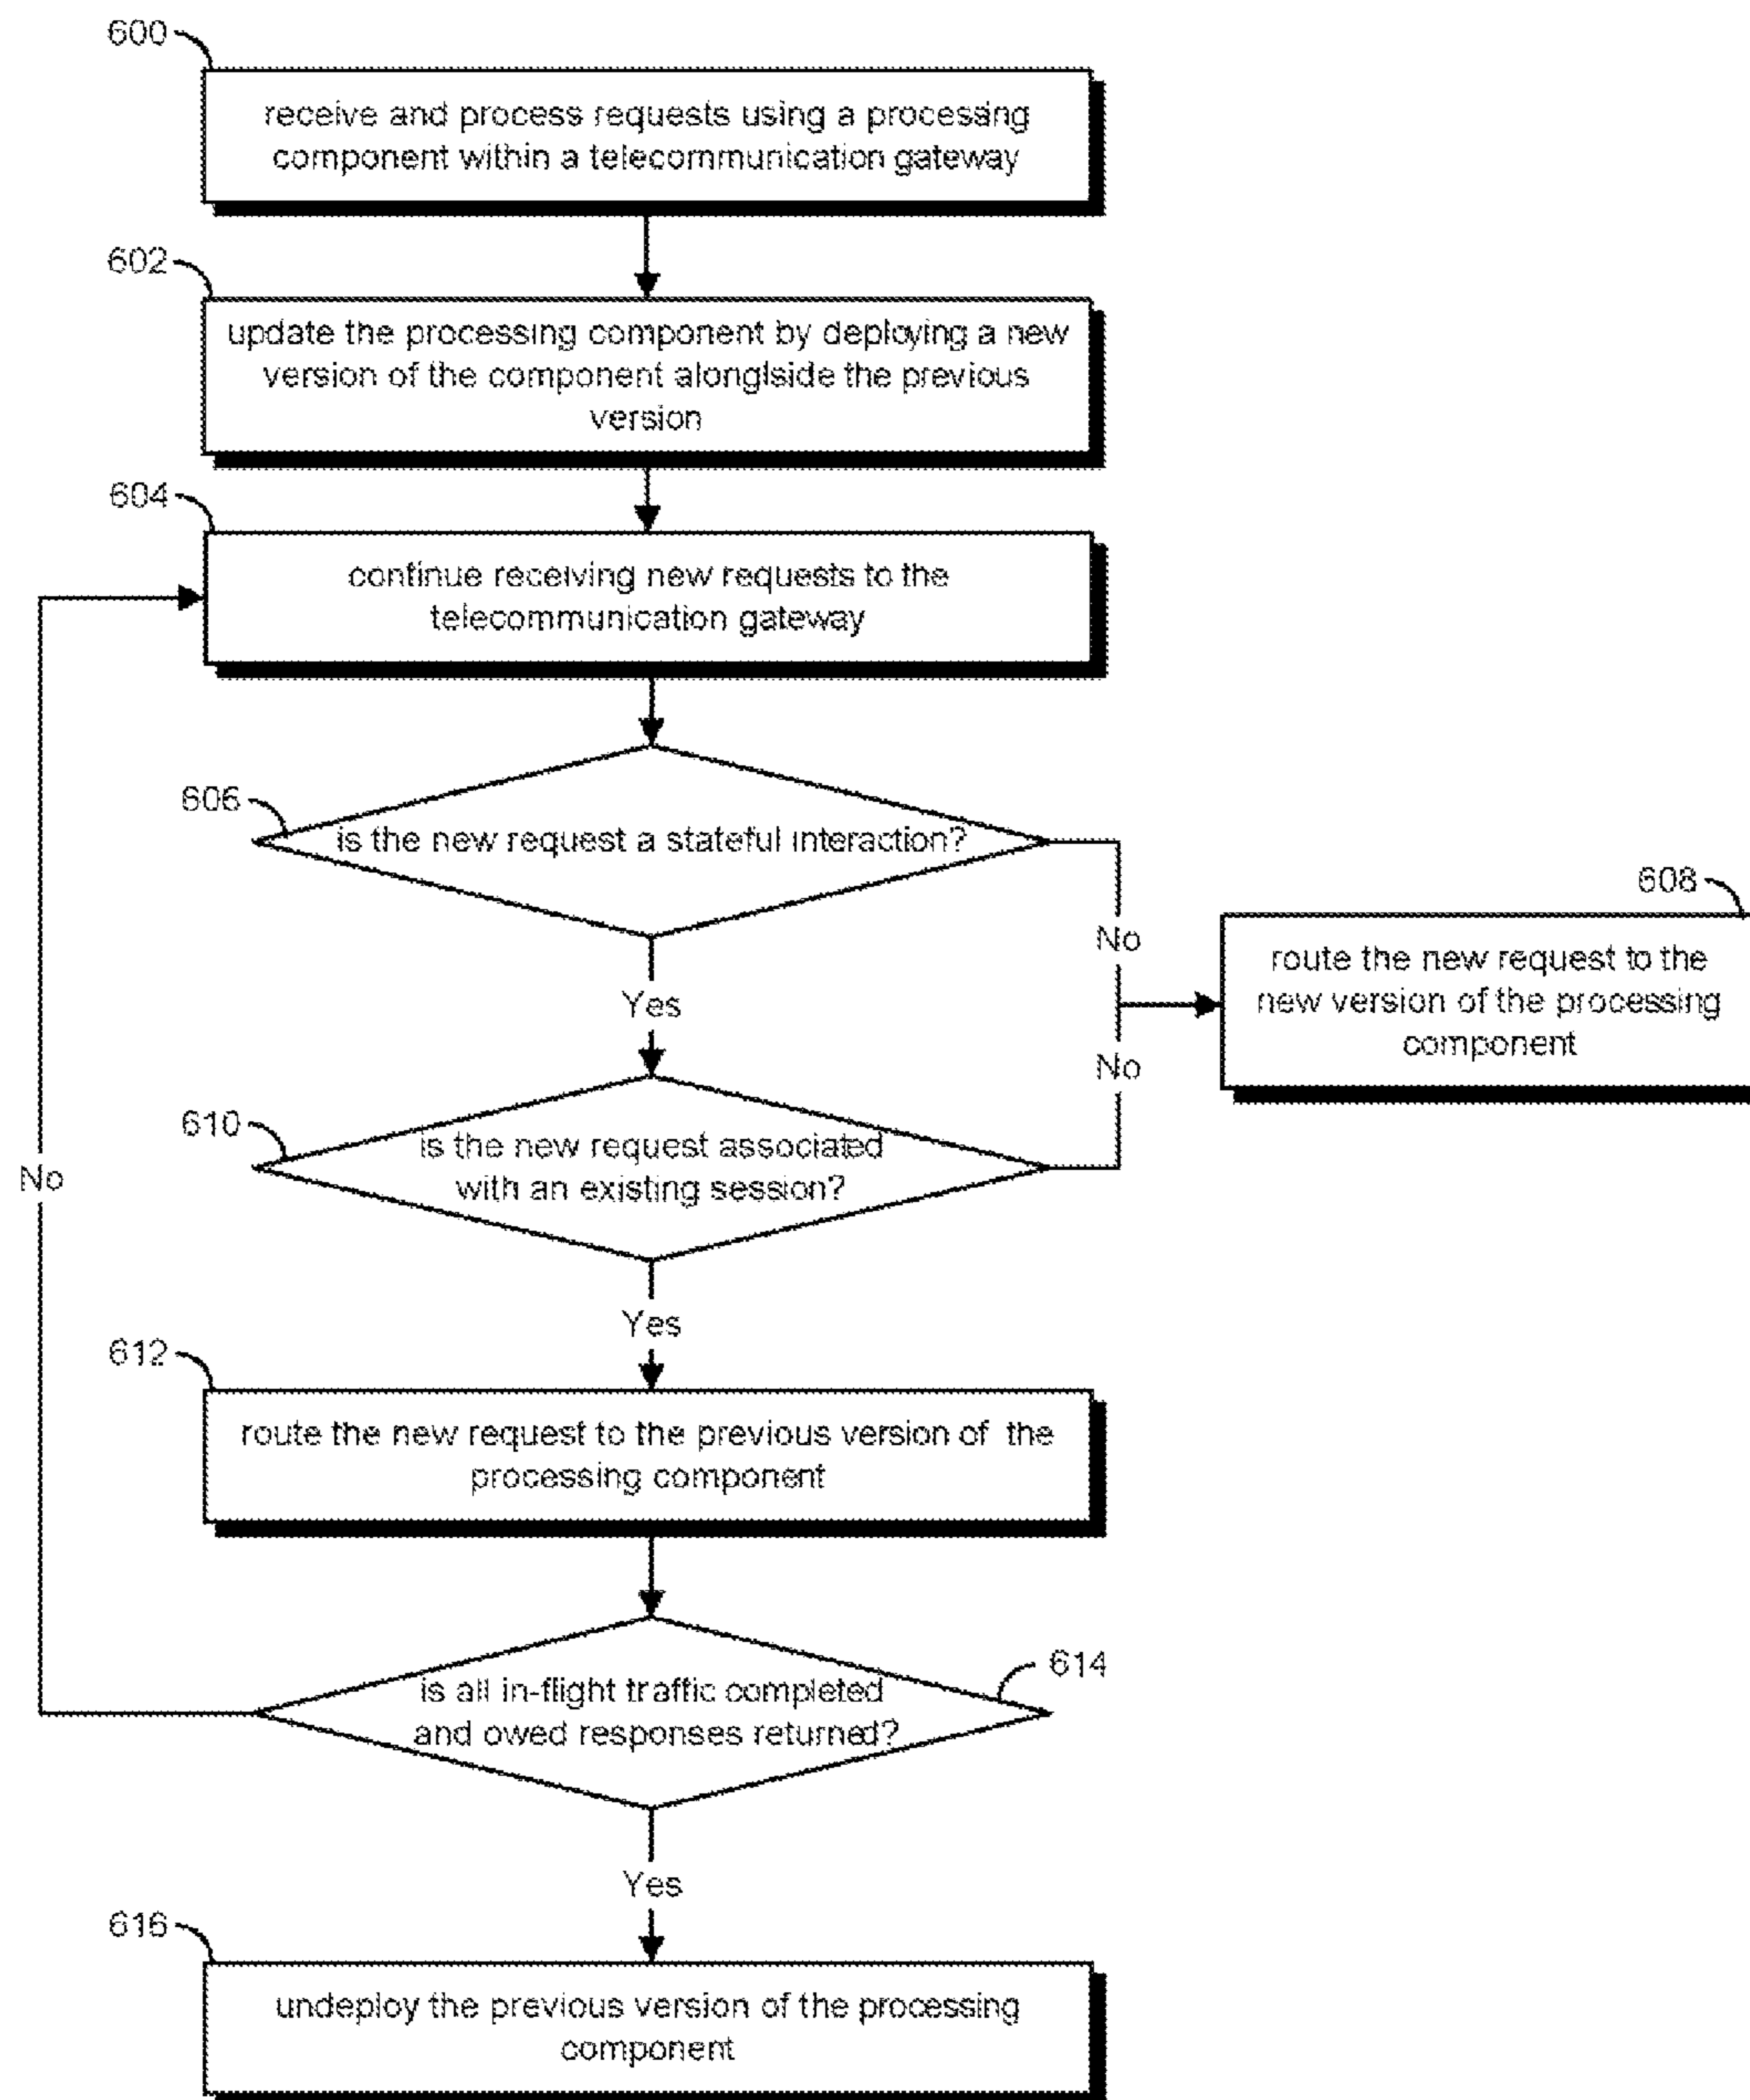 600
receive and process requests using a processing
component within a telecommunication gateway
602
update the processing component by deploying a new
version of the component alonglside the previous
version
604
continue receiving new requests to the
telecommunication gateway
606
is the new request a stateful interaction?
No
608
route the new request to the
new version of the processing
component
Yes
No
610
is the new request associated
with an existing session?
No
Yes
612
route the new request to the previous version of the
processing component
614
is all in-flight traffic completed
and owed responses returned?
Yes
616
undeploy the previous version of the processing
component